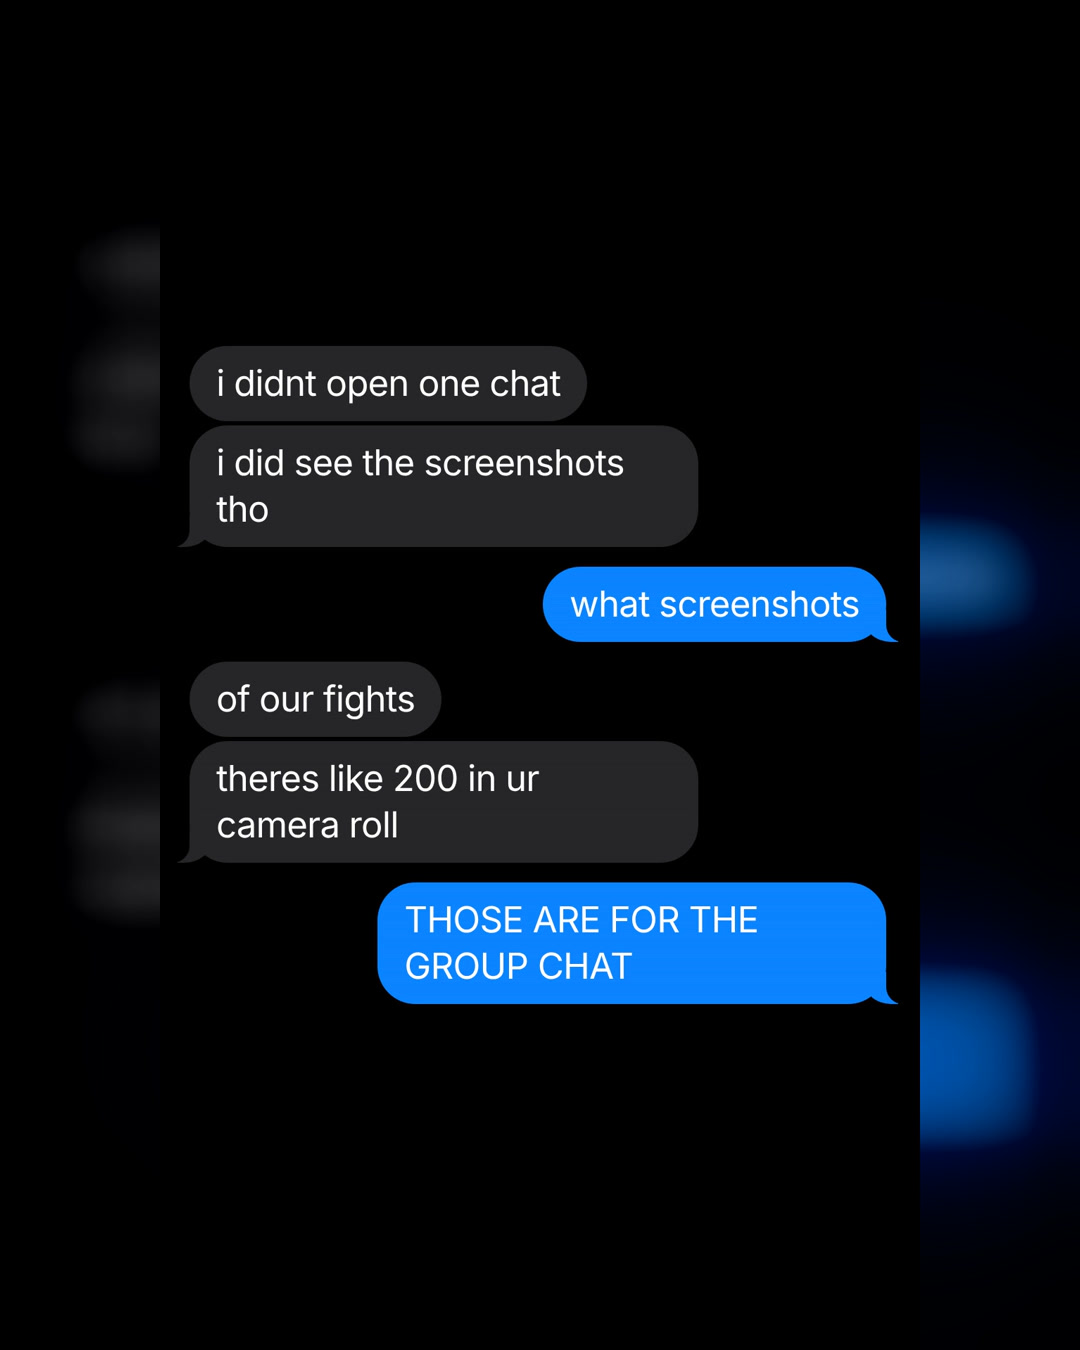 i didnt open one chat
i did see the screenshots
tho
what screenshots
of our fights
theres like 200 in ur
camera roll
THOSE ARE FOR THE
GROUP CHAT